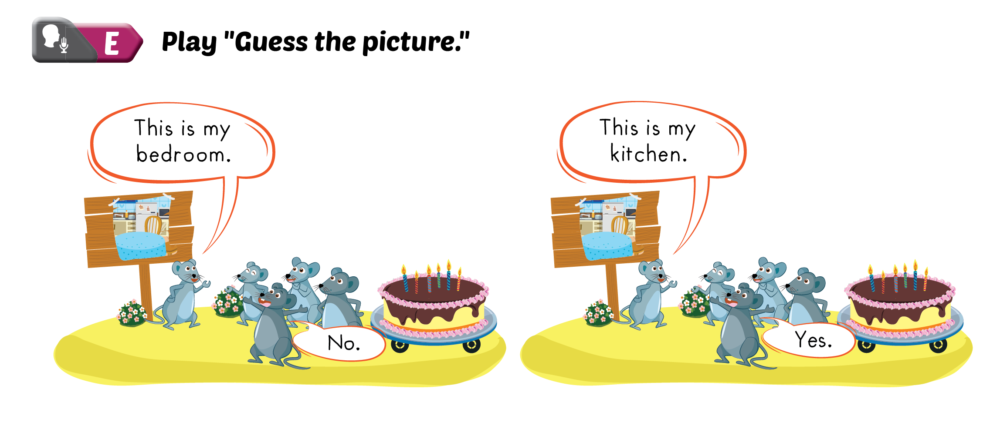 E
Play "Guess the picture."
This is my
bedroom.
No.
This is my
kitchen.
Yes.